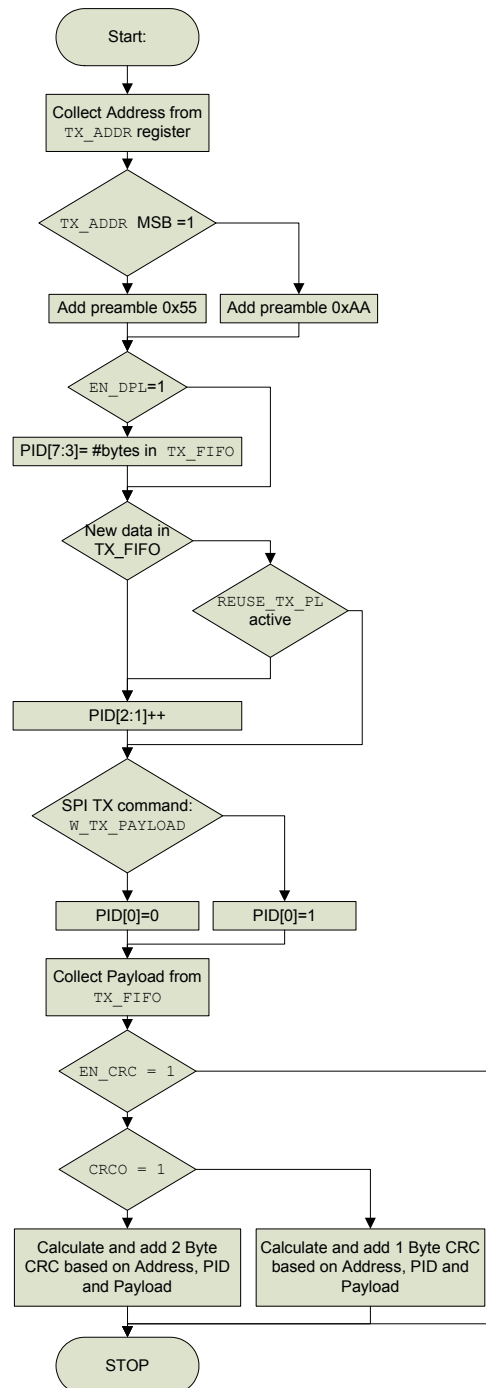 Start:
Collect Address from
TX_ADDR register
TX_ADDR MSB =1
Add preamble 0x55
Add preamble 0xAA
EN_DPL=1
PID[7:3]= #bytes in TX_FIFO
New data in
TX_FIFO
REUSE_TX_PL
active
PID[2:1]++
SPI TX command:
W_TX_PAYLOAD
PID[0]=0
PID[0]=1
Collect Payload from
TX_FIFO
EN_CRC = 1
CRCO = 1
Calculate and add 2 Byte
CRC based on Address, PID
and Payload
Calculate and add 1 Byte CRC
based on Address, PID and
Payload
STOP